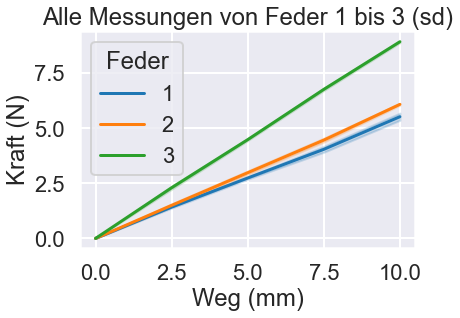 Alle Messungen von Feder 1 bis 3 (sd)
Feder
1
2
3
7.5
5.0
2.5
0.0
Kraft (N)
0.0 2.5 5.0 7.5 10.0
Weg (mm)